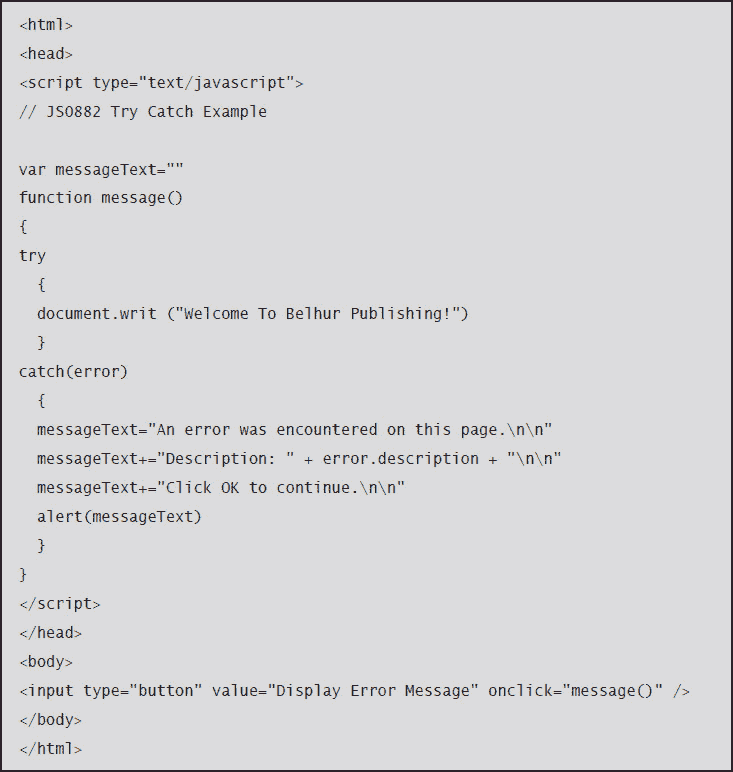 <html>
<head>
<script type="text/javascript">
// JS0882 Try Catch Example
var messageText=""
function message()
{
try
{
document.writ ("Welcome To Belhur Publishing!")
}
catch(error)
{
messageText="An error was encountered on this page.\n\n"
messageText+="Description: " + error.description + "\n\n"
messageText+="Click OK to continue.\n\n"
alert(messageText)
}
}
</script>
</head>
<body>
<input type="button" value="Display Error Message" onclick="message()" />
</body>
</html>